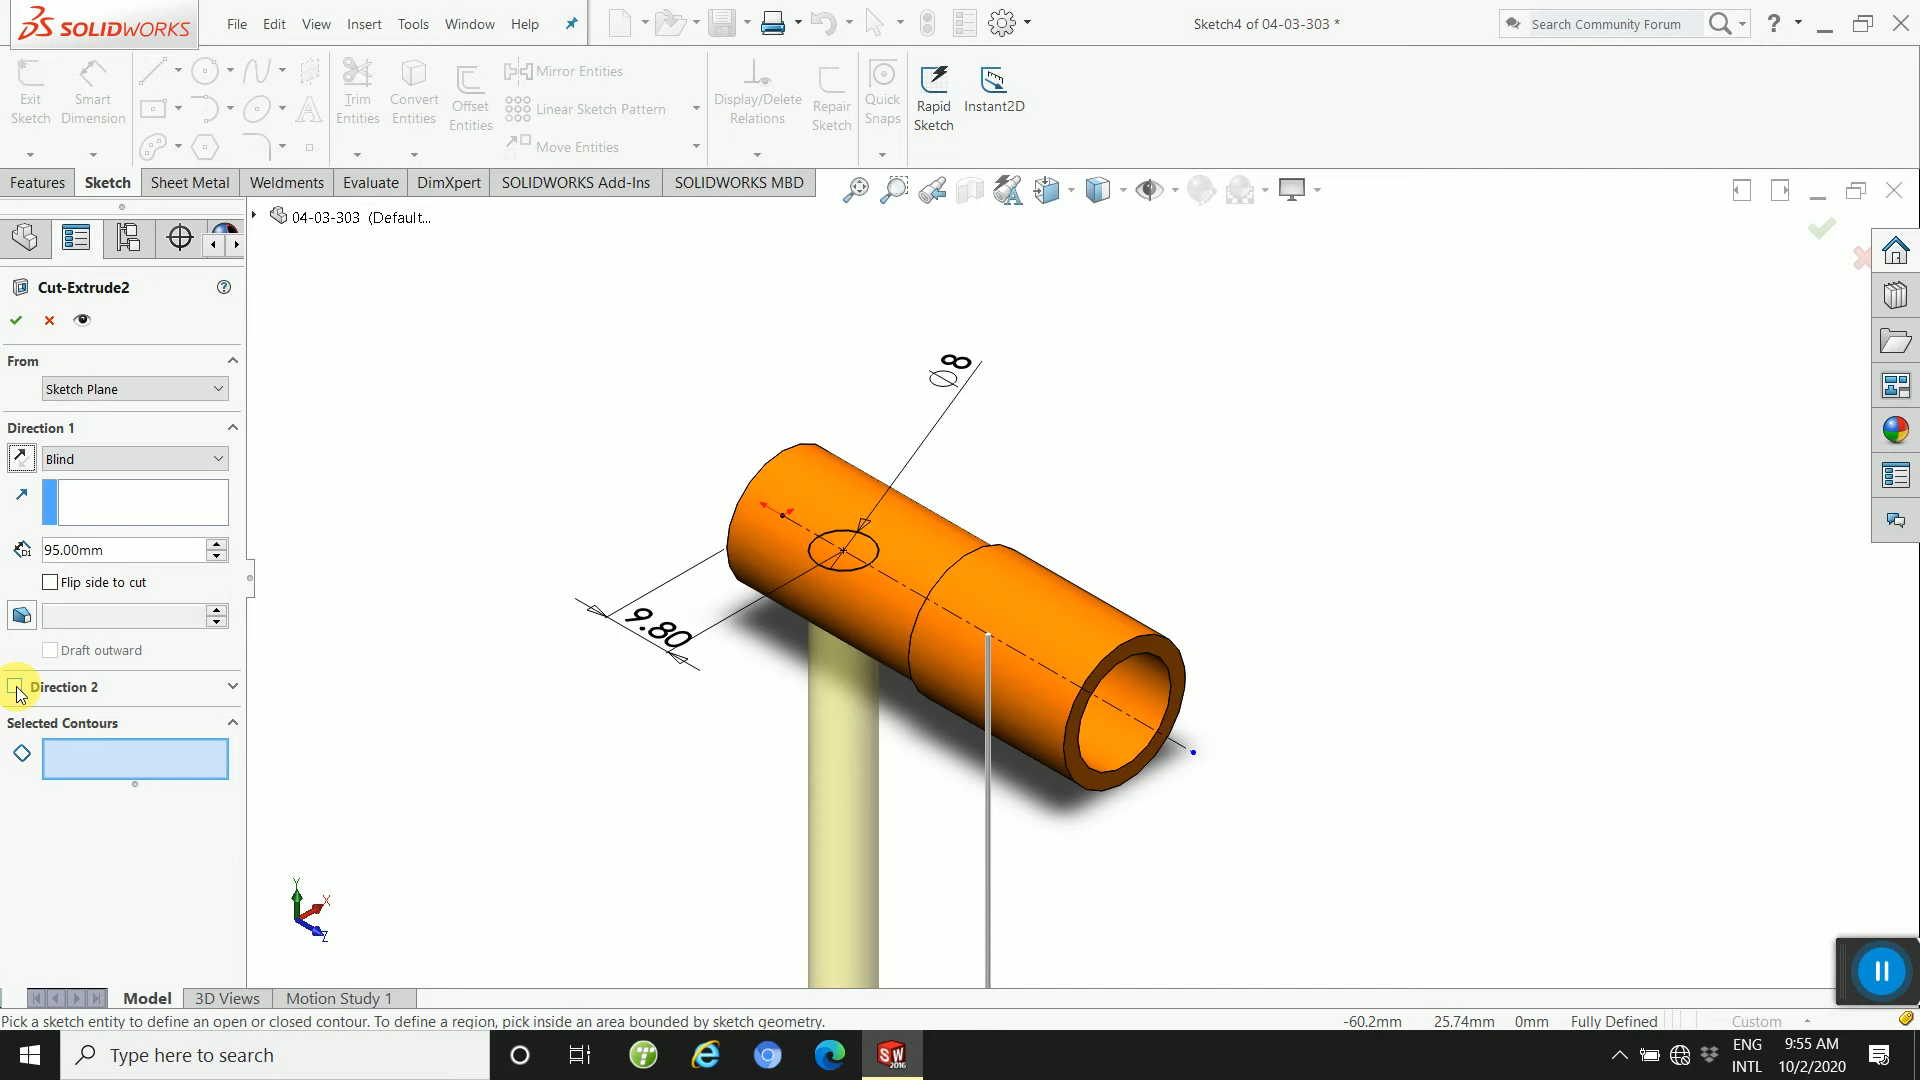 SOLIDWORKS
File Edit View Insert Tools Window Help
Sketch4 of 04-03-303 *
Search Community Forum
?
Exit Sketch
Smart Dimension
Trim Entities
Convert Entities
Offset Entities
Mirror Entities
Linear Sketch Pattern
Move Entities
Display/Delete Relations
Repair Sketch
Quick Snaps
Rapid Sketch
Instant2D
Features Sketch Sheet Metal Weldments Evaluate DimXpert SOLIDWORKS Add-Ins SOLIDWORKS MBD
04-03-303 (Default...
Cut-Extrude2
From
Sketch Plane
Direction 1
Blind
95.00mm
Flip side to cut
Draft outward
Direction 2
Selected Contours
∅8
9.80
Y
X
Z
Model 3D Views Motion Study 1
Pick a sketch entity to define an open or closed contour. To define a region, pick inside an area bounded by sketch geometry.
-60.2mm 25.74mm 0mm Fully Defined Custom
Type here to search
SW 2016
ENG INTL
9:55 AM
10/2/2020